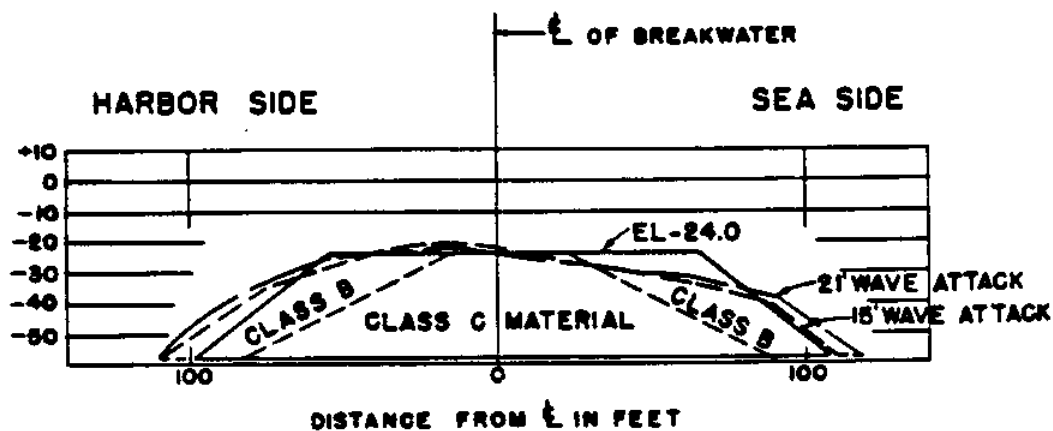 ℄ OF BREAKWATER
HARBOR SIDE
SEA SIDE
+10
0
-10
-20
-30
-40
-50
EL-24.0
21' WAVE ATTACK
15' WAVE ATTACK
CLASS B
CLASS C MATERIAL
CLASS B
100
0
100
DISTANCE FROM ℄ IN FEET